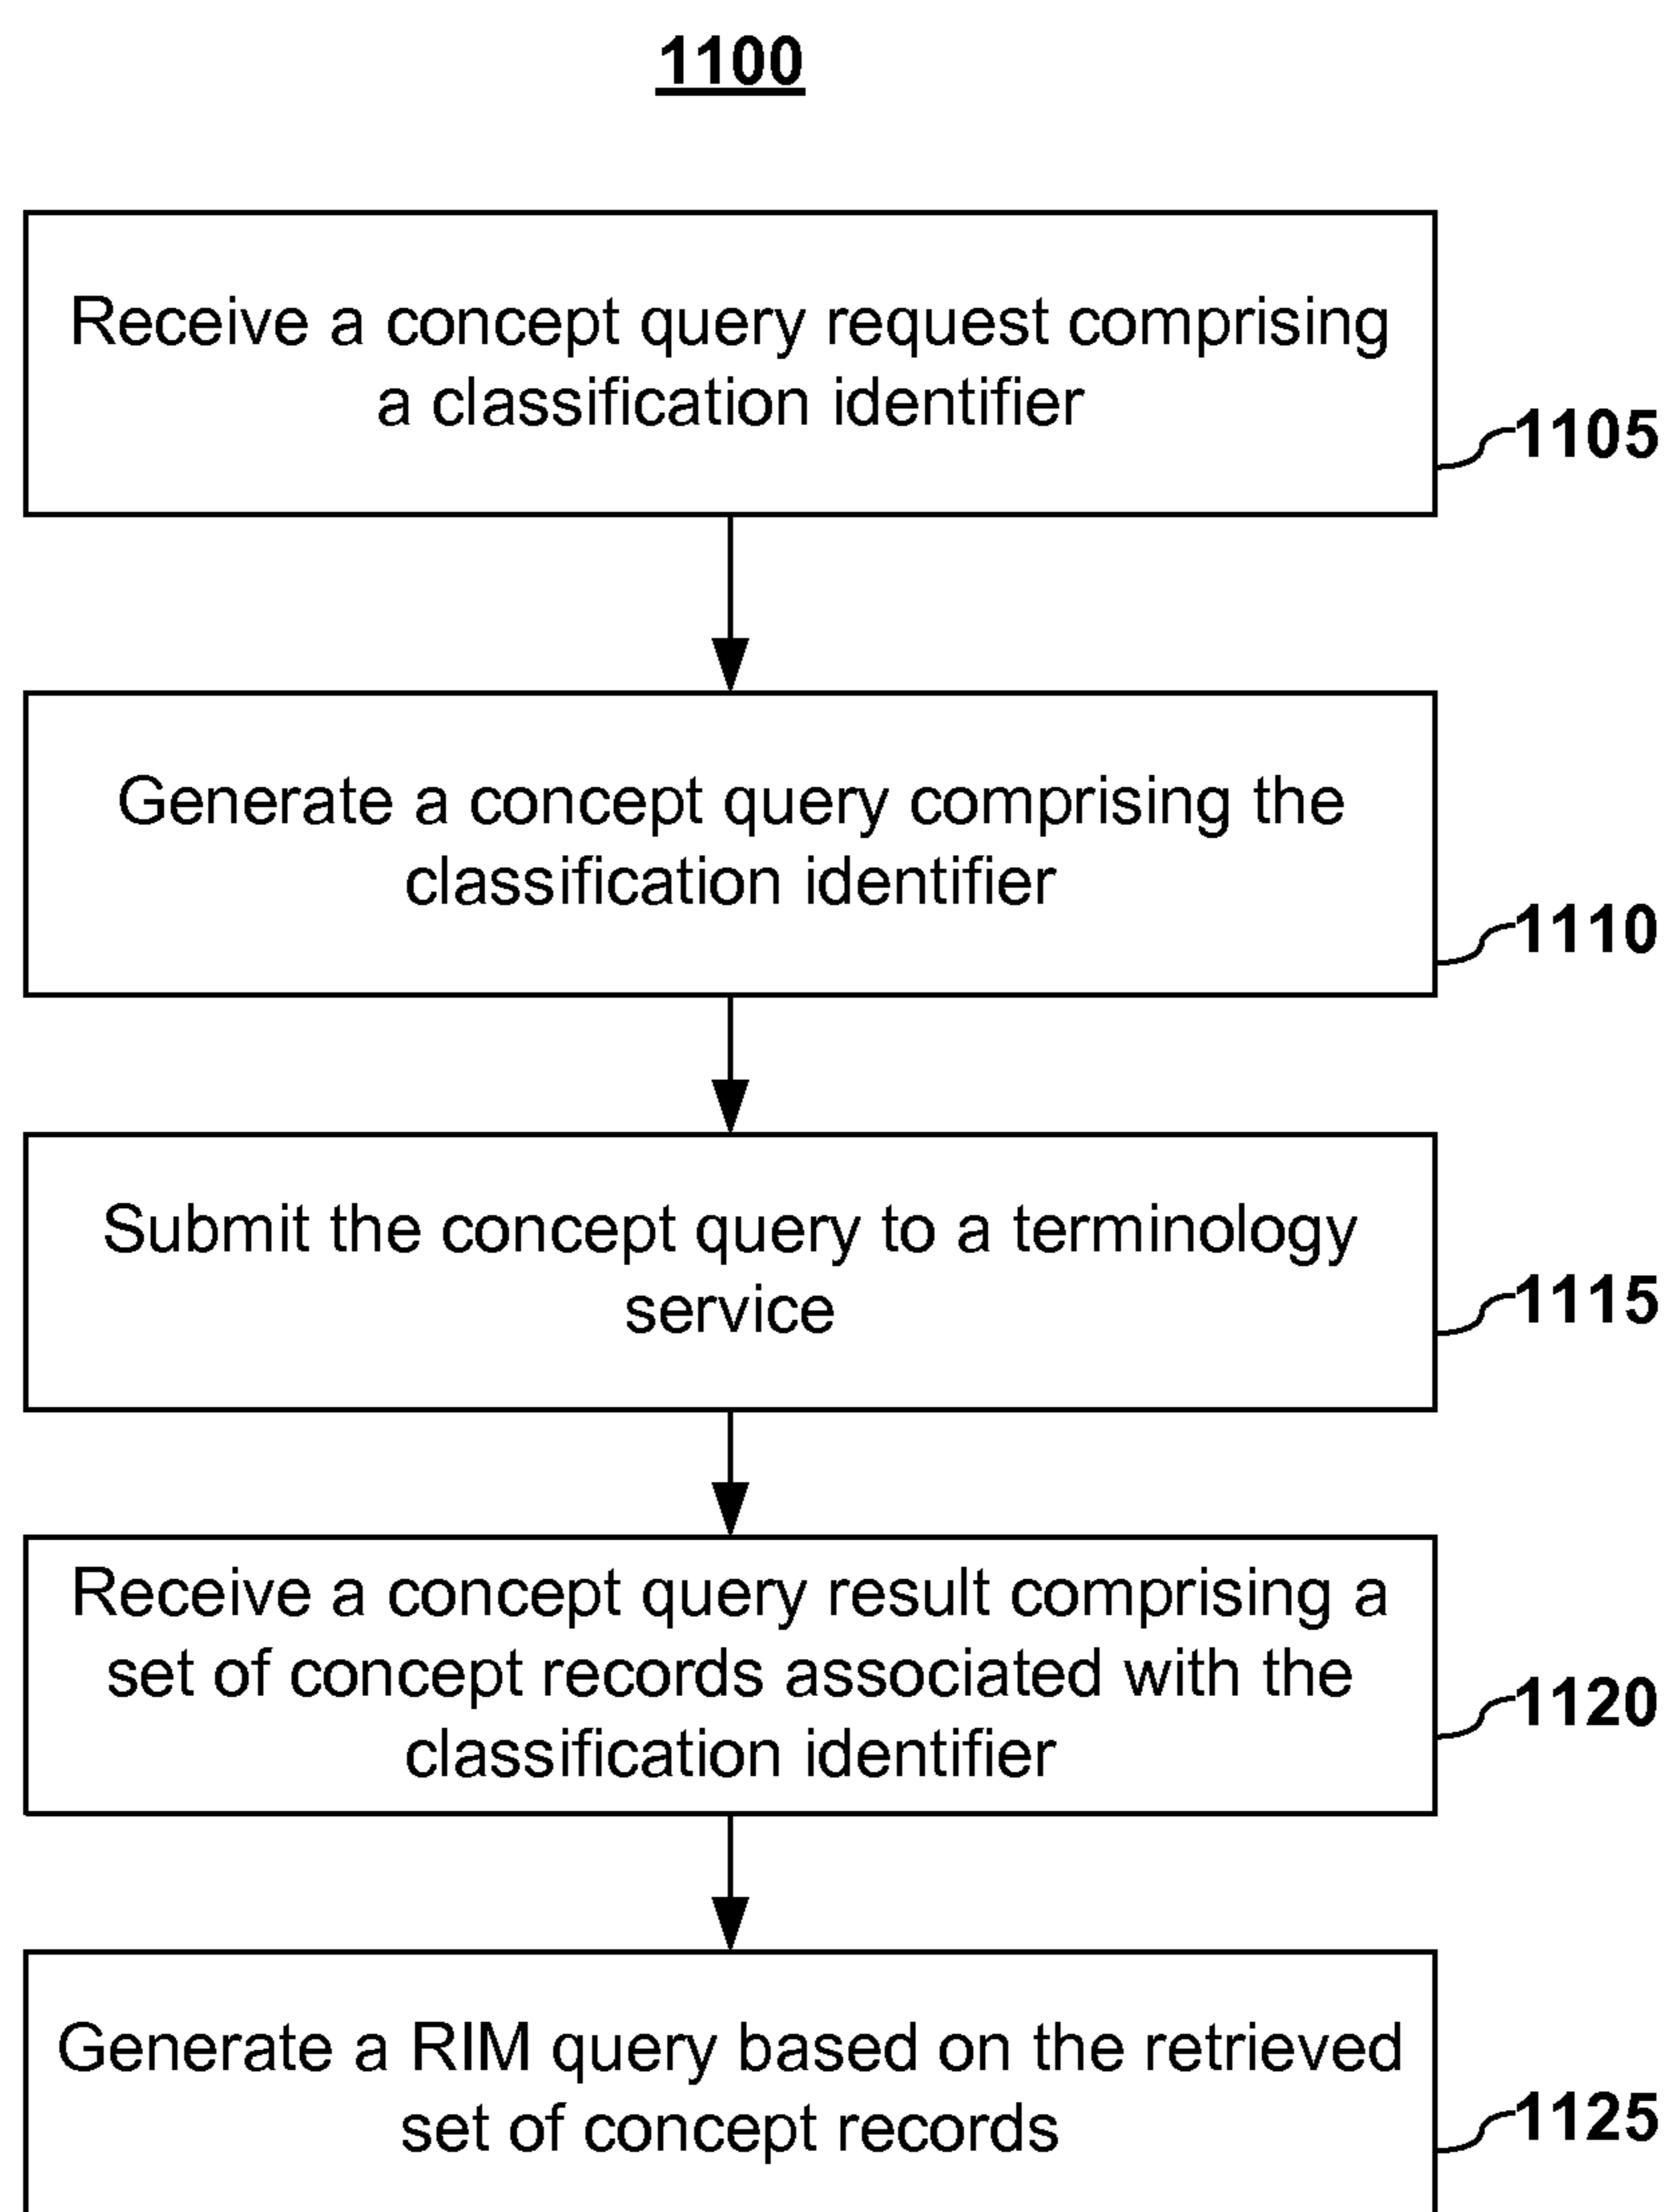 1100
Receive a concept query request comprising
a classification identifier
1105
Generate a concept query comprising the
classification identifier
1110
Submit the concept query to a terminology
service
1115
Receive a concept query result comprising a
set of concept records associated with the
classification identifier
1120
Generate a RIM query based on the retrieved
set of concept records
1125